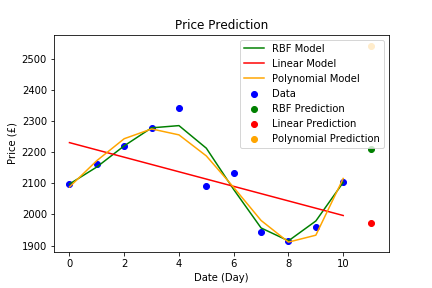 Price Prediction
RBF Model
Linear Model
Polynomial Model
Data
RBF Prediction
Linear Prediction
Polynomial Prediction
Price (£)
2500
2400
2300
2200
2100
2000
1900
0 2 4 6 8 10
Date (Day)